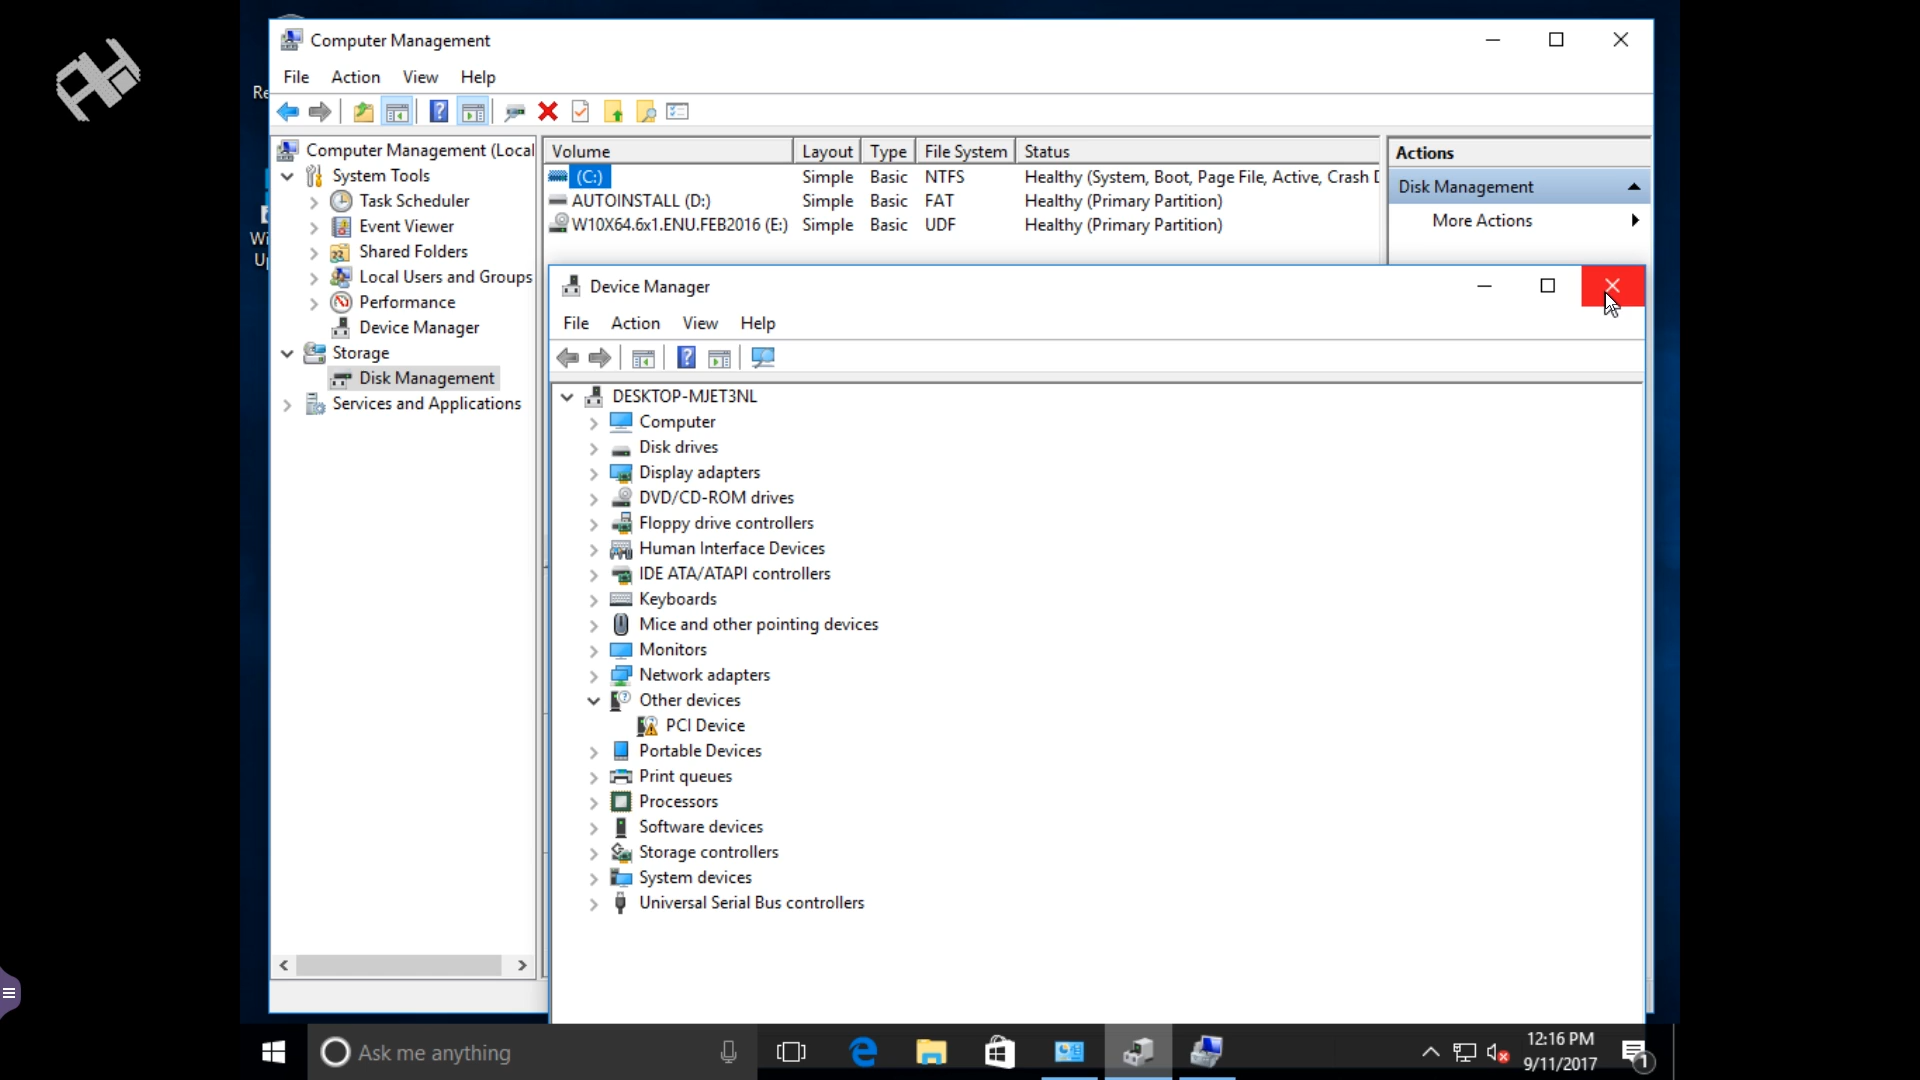 Computer Management
File Action View Help
Computer Management (Local
System Tools
Task Scheduler
Event Viewer
Shared Folders
Local Users and Groups
Performance
Device Manager
Storage
Disk Management
Services and Applications
Volume Layout Type File System Status
(C:) Simple Basic NTFS Healthy (System, Boot, Page File, Active, Crash D
AUTOINSTALL (D:) Simple Basic FAT Healthy (Primary Partition)
W10X64.6x1.ENU.FEB2016 (E:) Simple Basic UDF Healthy (Primary Partition)
Actions
Disk Management
More Actions
Device Manager
File Action View Help
DESKTOP-MJET3NL
Computer
Disk drives
Display adapters
DVD/CD-ROM drives
Floppy drive controllers
Human Interface Devices
IDE ATA/ATAPI controllers
Keyboards
Mice and other pointing devices
Monitors
Network adapters
Other devices
PCI Device
Portable Devices
Print queues
Processors
Software devices
Storage controllers
System devices
Universal Serial Bus controllers
Re
Wi
Up
Ask me anything
12:16 PM
9/11/2017
1